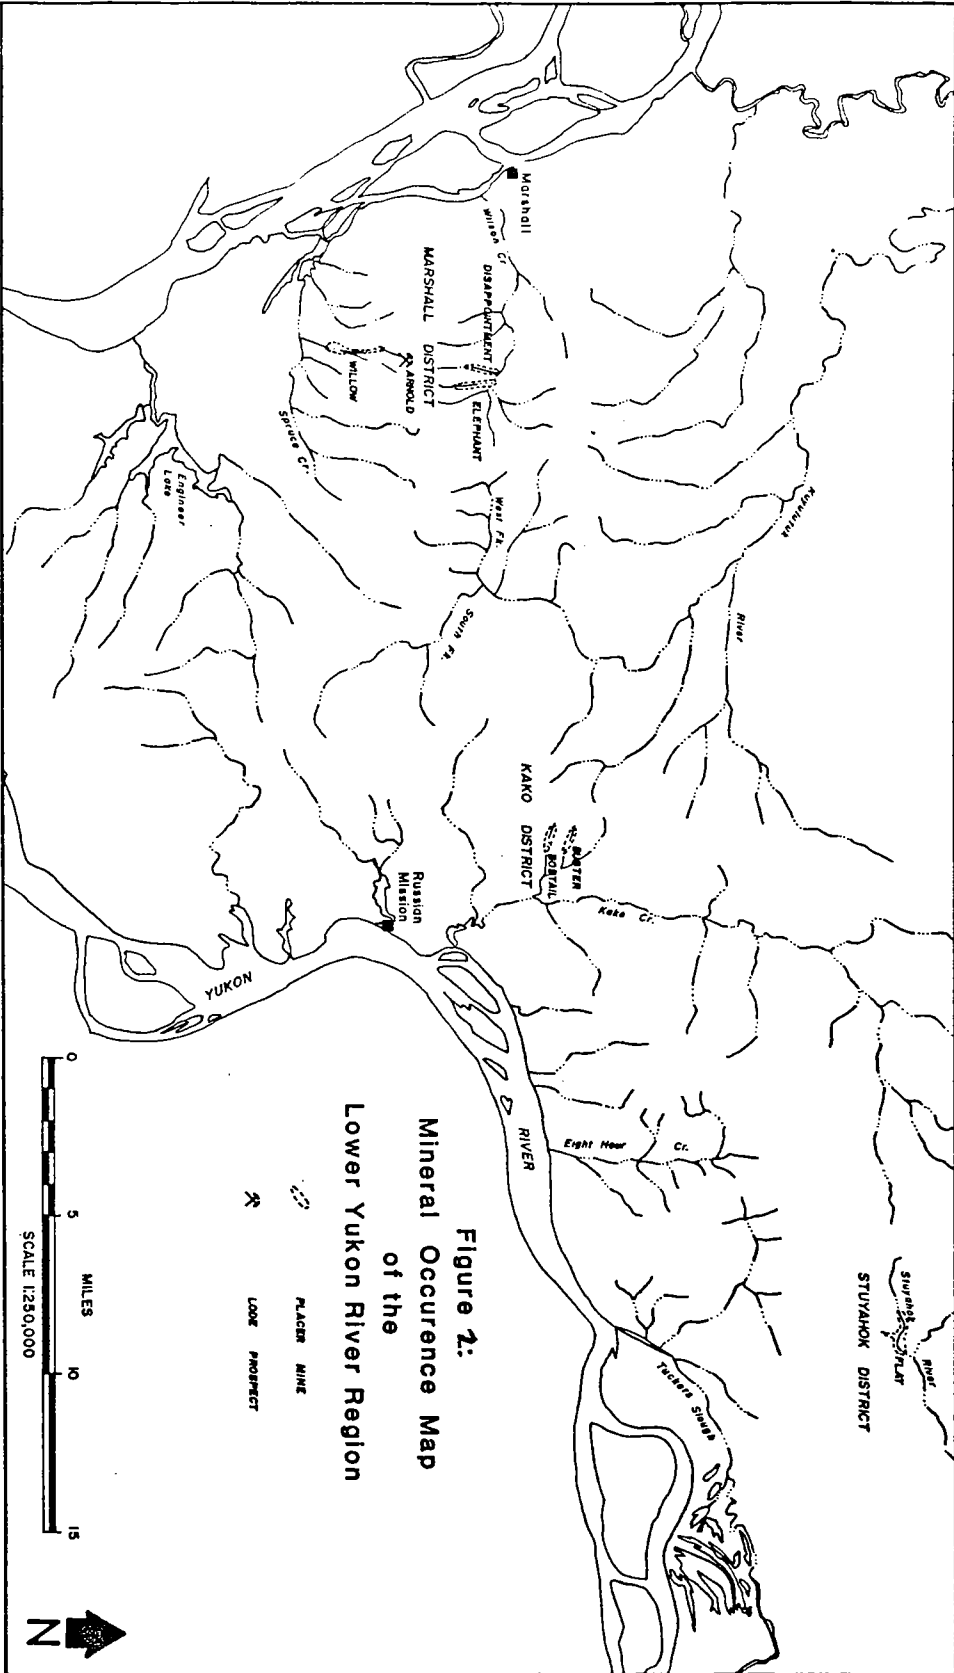 Marshall
Wilson Cr
DISAPPOINTMENT
ELEPHANT
MARSHALL DISTRICT
ARNOLD
WILLOW
Spruce Cr.
Engineer
Lake
West Fk.
South Fk.
River
KAKO DISTRICT
BUSTER
BOBTAIL
Kako Cr.
Russian
Mission
YUKON
RIVER
Eight Hour Cr.
Tuckers Slough
Stuyahok
River
FLAT
STUYAHOK DISTRICT
Figure 2:
Mineral Occurence Map
of the
Lower Yukon River Region
PLACER MINE
LODE PROSPECT
0 5 10 15
MILES
SCALE 1:250,000
N